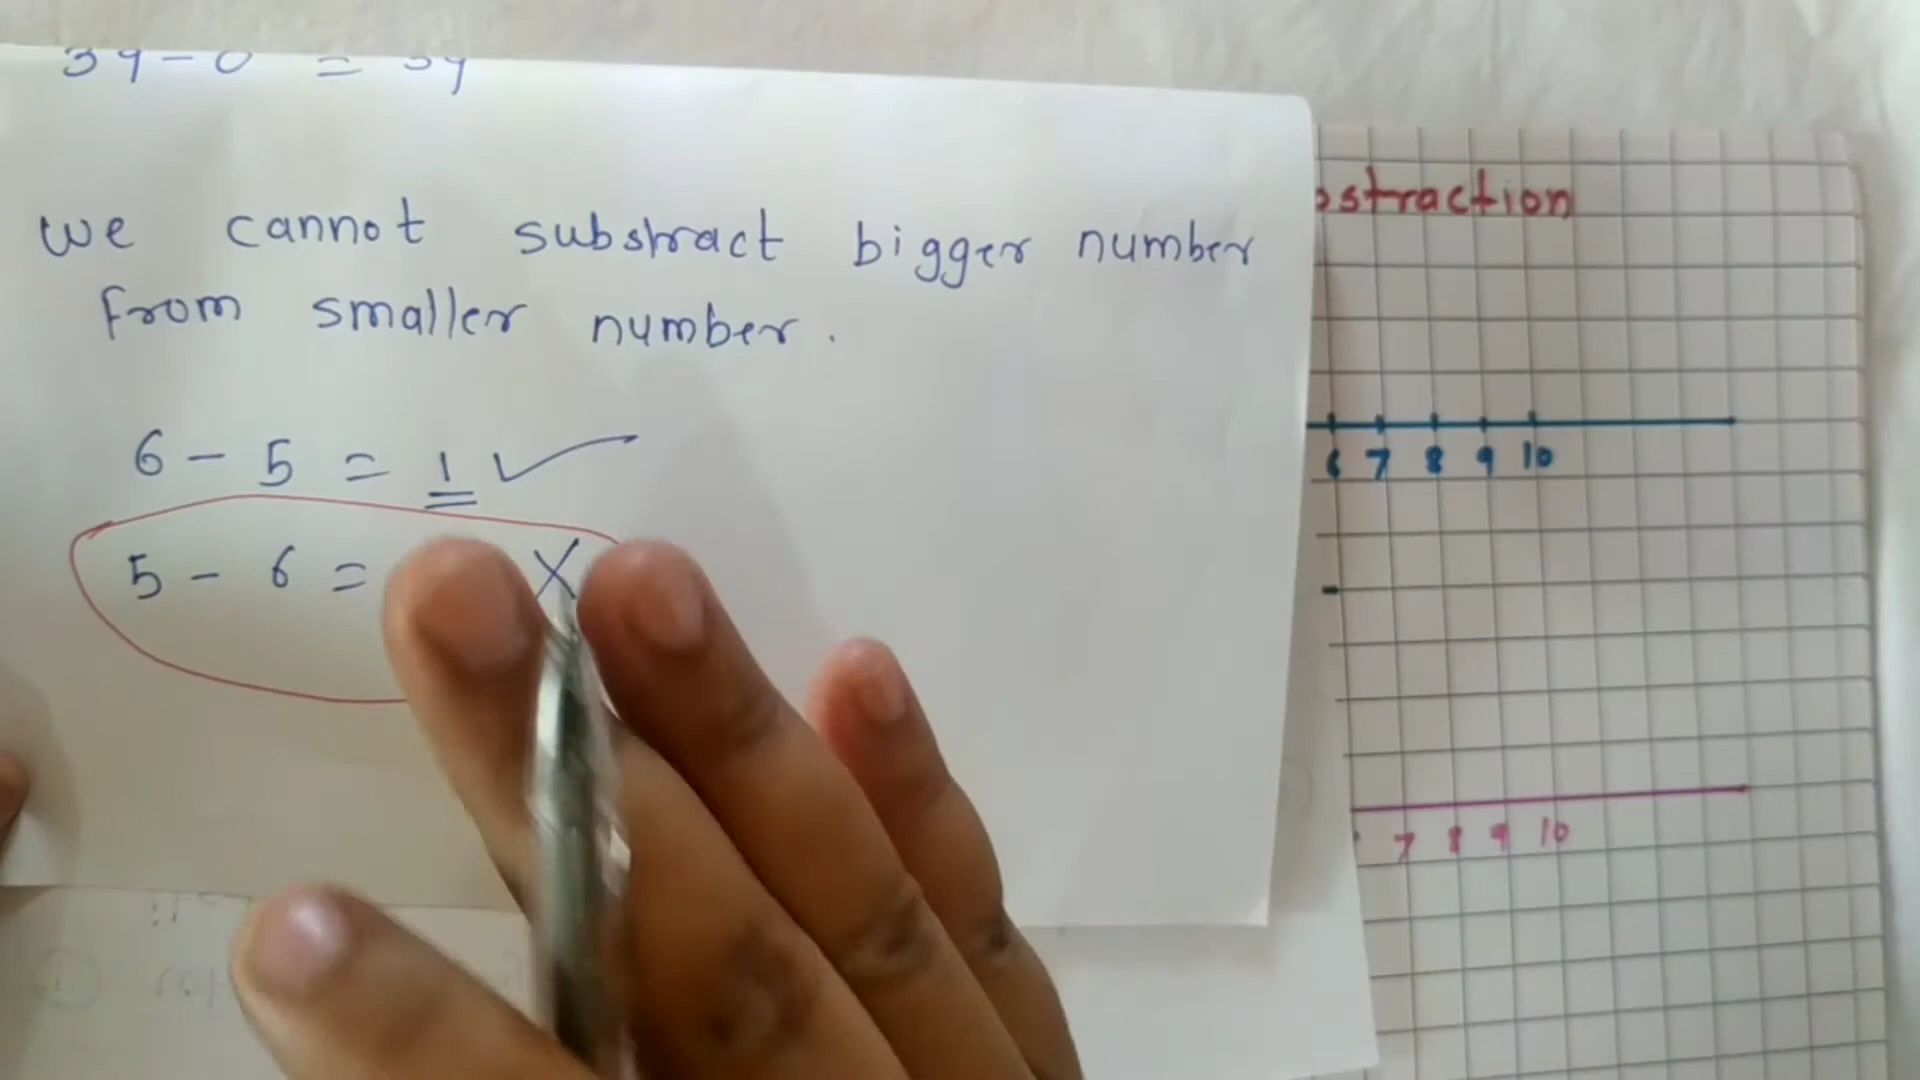 we cannot substract bigger number
from smaller number.
6 - 5 = 1 ✓
5 - 6 = X
straction
6 7 8 9 10
7 8 9 10